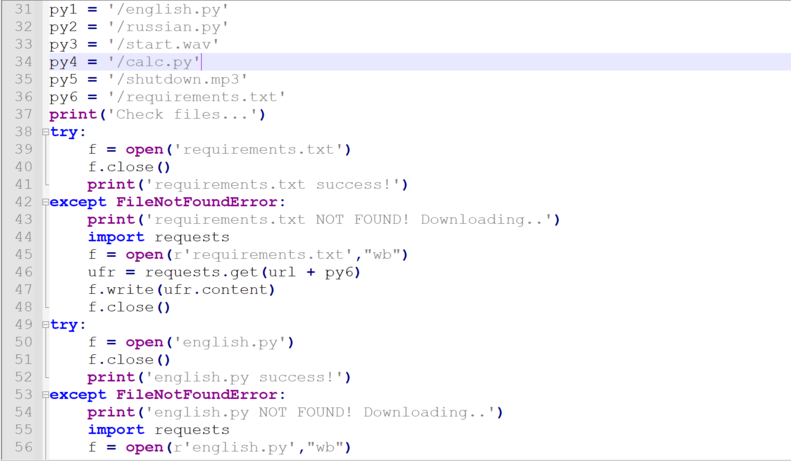 31 py1 = '/english.py'
32 py2 = '/russian.py'
33 py3 = '/start.wav'
34 py4 = '/calc.py'
35 py5 = '/shutdown.mp3'
36 py6 = '/requirements.txt'
37 print('Check files...')
38 try:
39     f = open('requirements.txt')
40     f.close()
41     print('requirements.txt success!')
42 except FileNotFoundError:
43     print('requirements.txt NOT FOUND! Downloading..')
44     import requests
45     f = open(r'requirements.txt',"wb")
46     ufr = requests.get(url + py6)
47     f.write(ufr.content)
48     f.close()
49 try:
50     f = open('english.py')
51     f.close()
52     print('english.py success!')
53 except FileNotFoundError:
54     print('english.py NOT FOUND! Downloading..')
55     import requests
56     f = open(r'english.py',"wb")